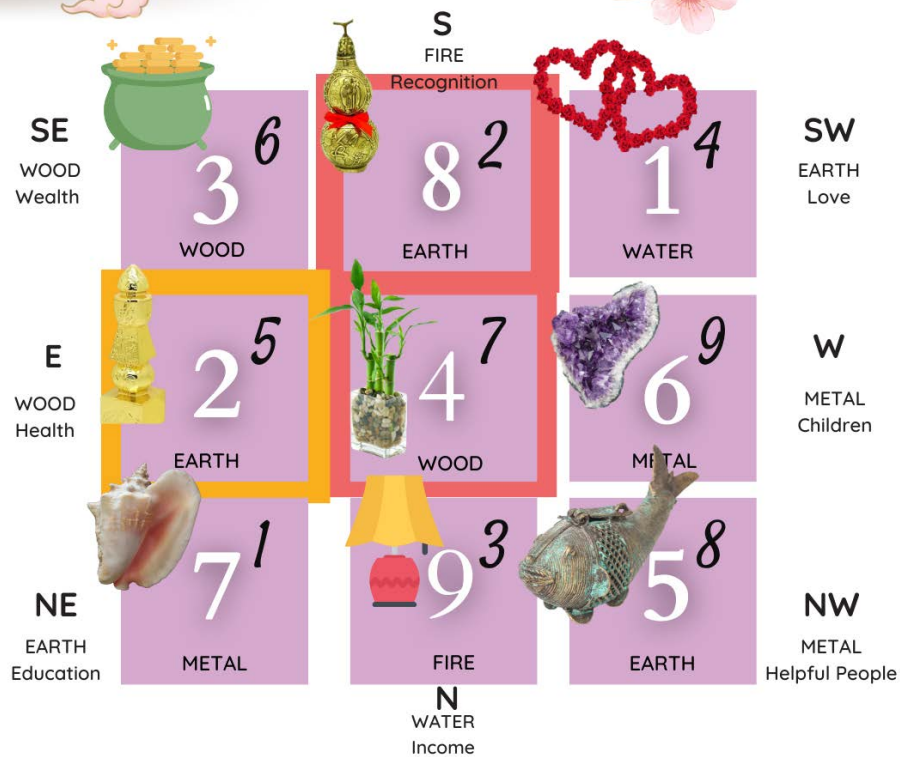 S
FIRE
Recognition
SE
WOOD
Wealth
3 6
WOOD
8 2
EARTH
1 4
WATER
SW
EARTH
Love
E
WOOD
Health
2 5
EARTH
4 7
WOOD
6 9
METAL
W
METAL
Children
NE
EARTH
Education
7 1
METAL
9 3
FIRE
5 8
EARTH
NW
METAL
Helpful People
N
WATER
Income